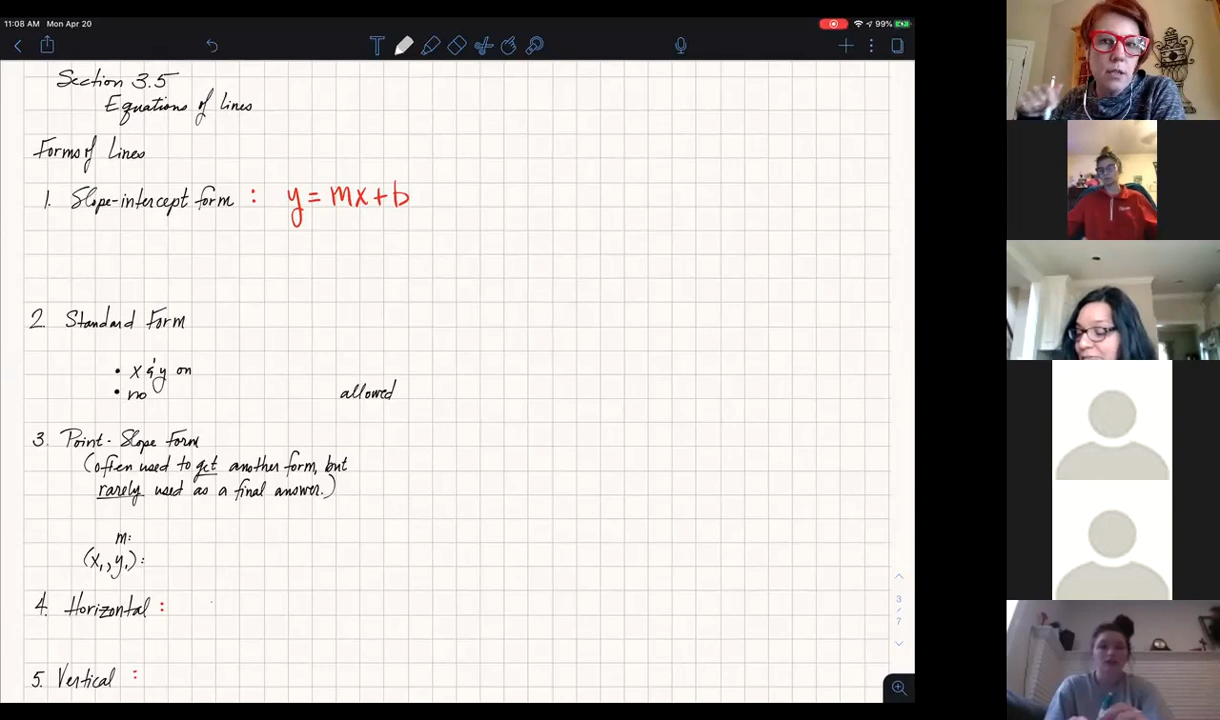 11:08 AM Mon Apr 20
99%
Section 3.5
Equations of lines
Forms of Lines
1. Slope-intercept form : y = mx + b
2. Standard Form
• x & y on
• no allowed
3. Point-Slope Form
(often used to get another form, but
rarely used as a final answer.)
m:
(x₁, y₁):
4. Horizontal :
5. Vertical :
3
/
7